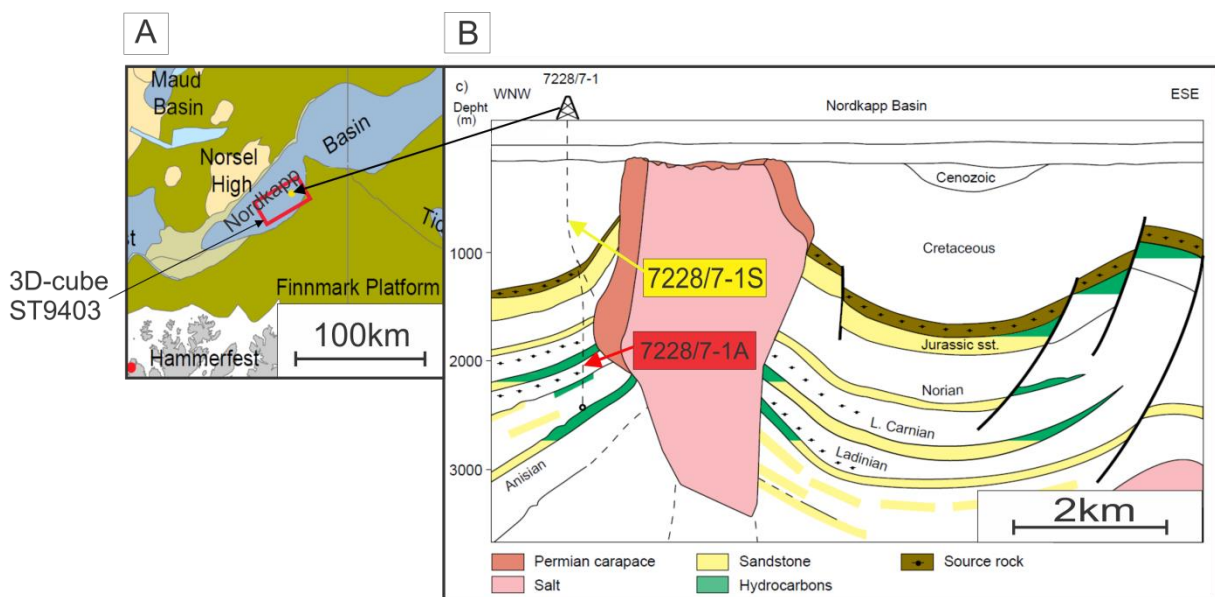 A
B
Maud
Basin
Norsel
High
Basin
Nordkapp
Finnmark Platform
Hammerfest
100km
3D-cube
ST9403
c)
Depht
(m)
WNW
7228/7-1
Nordkapp Basin
ESE
Cenozoic
1000
Cretaceous
7228/7-1S
Jurassic sst.
7228/7-1A
2000
Norian
L. Carnian
Ladinian
Anisian
3000
2km
Permian carapace
Sandstone
Source rock
Salt
Hydrocarbons